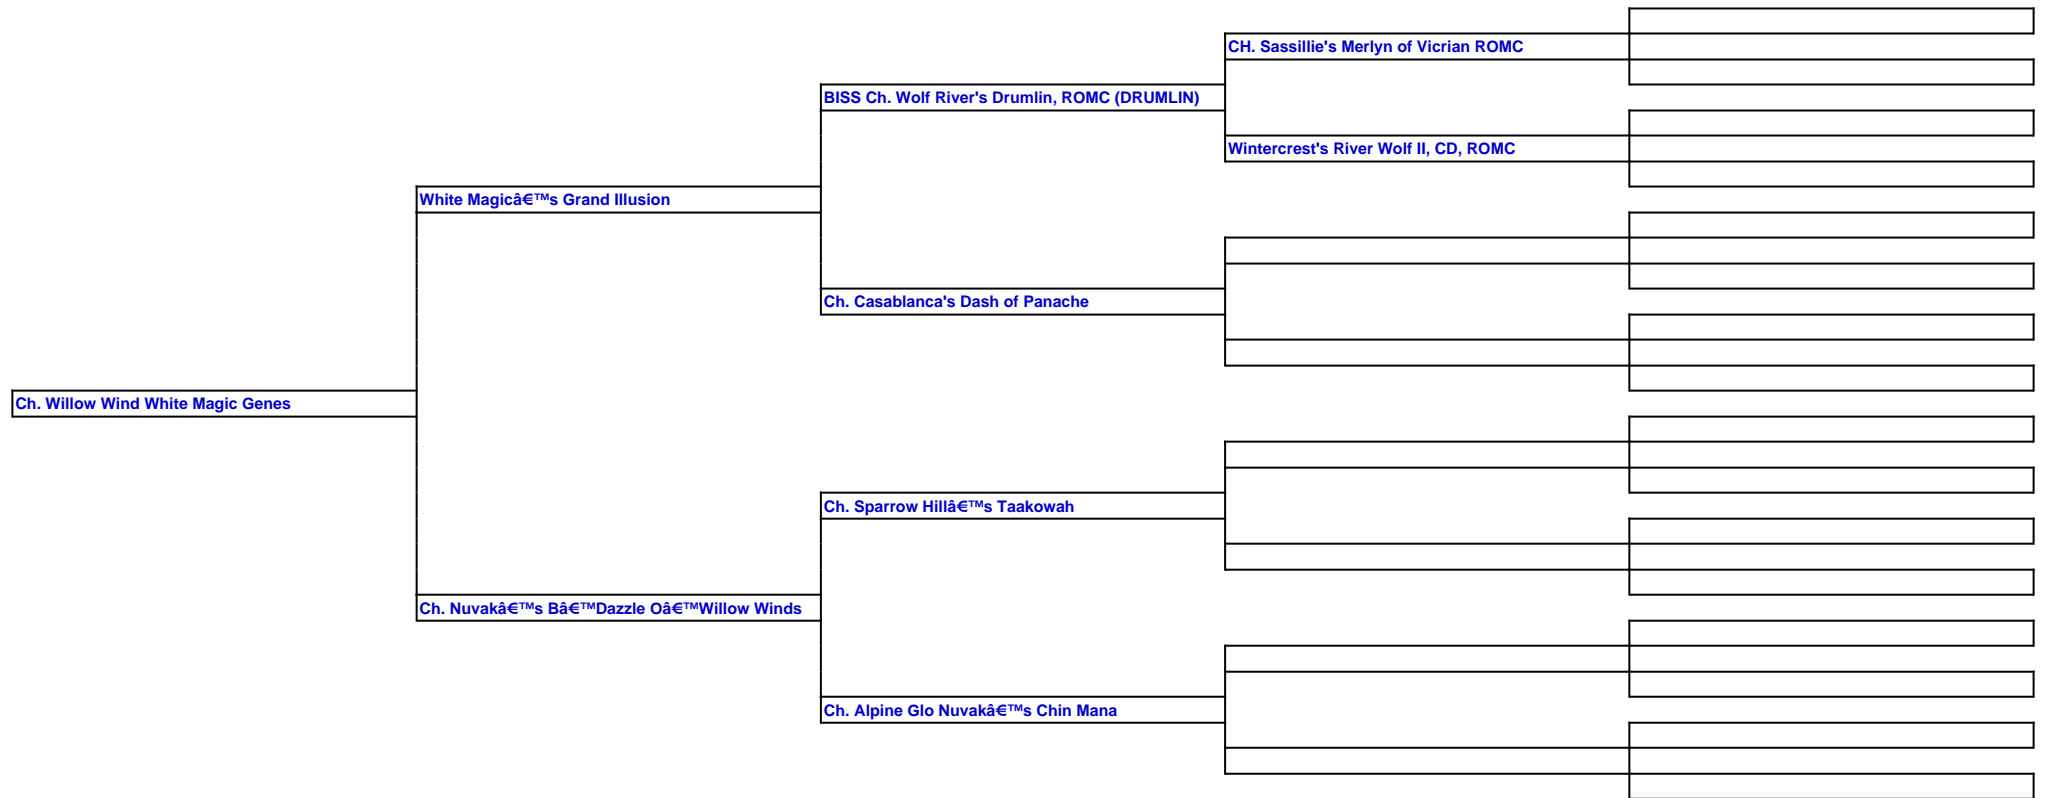 CH. Sassillie's Merlyn of Vicrian ROMC
BISS Ch. Wolf River's Drumlin, ROMC (DRUMLIN)
Wintercrest's River Wolf II, CD, ROMC
White Magicâ€™s Grand Illusion
Ch. Casablanca's Dash of Panache
Ch. Willow Wind White Magic Genes
Ch. Sparrow Hillâ€™s Taakowah
Ch. Nuvakâ€™s Bâ€™Dazzle Oâ€™Willow Winds
Ch. Alpine Glo Nuvakâ€™s Chin Mana